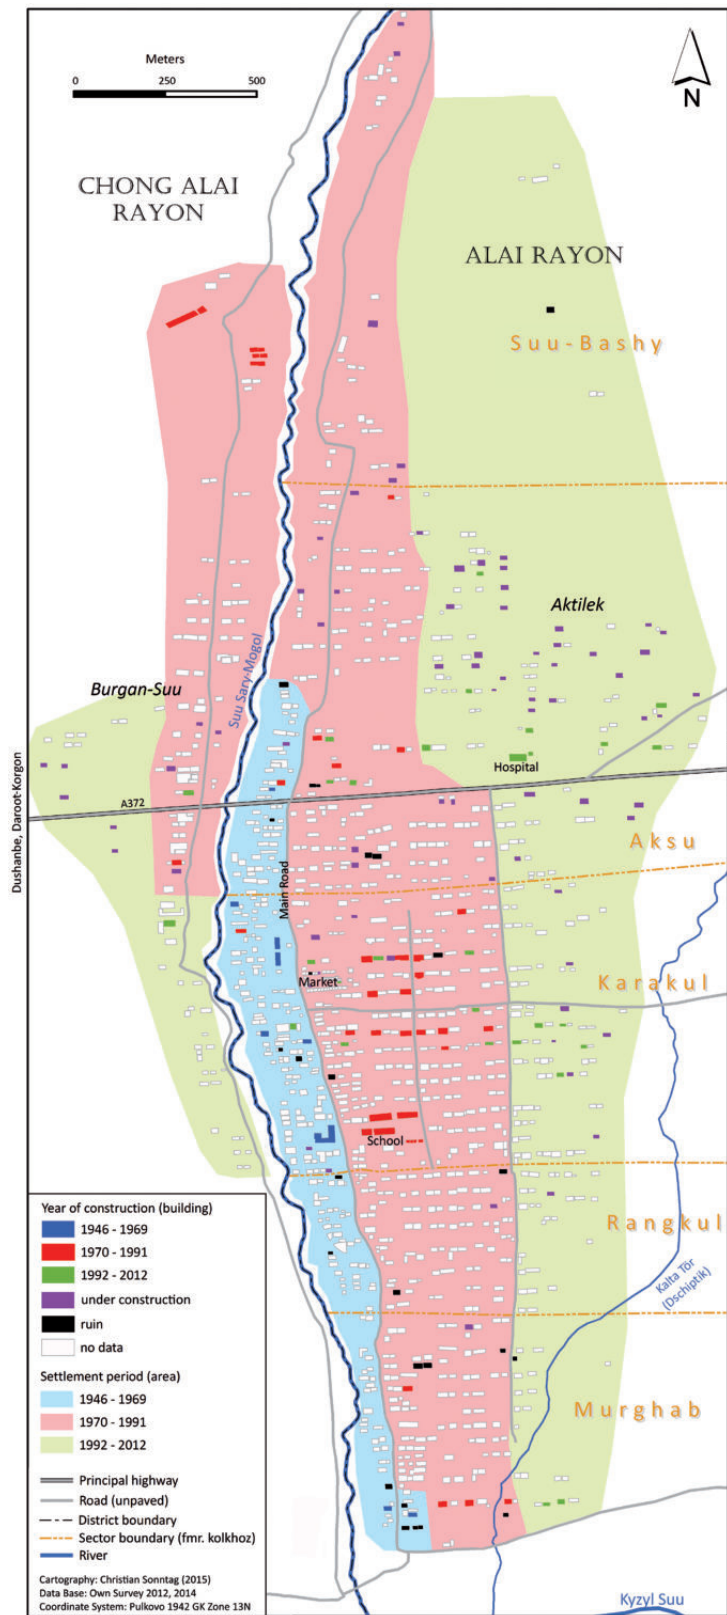 Meters
0 250 500
N
CHONG ALAI
RAYON
ALAI RAYON
Suu-Bashy
Aktilek
Burgan-Suu
Suu Sary-Mogol
Hospital
A372
Dushanbe, Daroot-Korgon
Main Road
Aksu
Market
Karakul
School
Rangkul
Kalta Tör
(Dschiptik)
Murghab
Kyzyl Suu
Year of construction (building)
1946 - 1969
1970 - 1991
1992 - 2012
under construction
ruin
no data
Settlement period (area)
1946 - 1969
1970 - 1991
1992 - 2012
Principal highway
Road (unpaved)
District boundary
Sector boundary (fmr. kolkhoz)
River
Cartography: Christian Sonntag (2015)
Data Base: Own Survey 2012, 2014
Coordinate System: Pulkovo 1942 GK Zone 13N